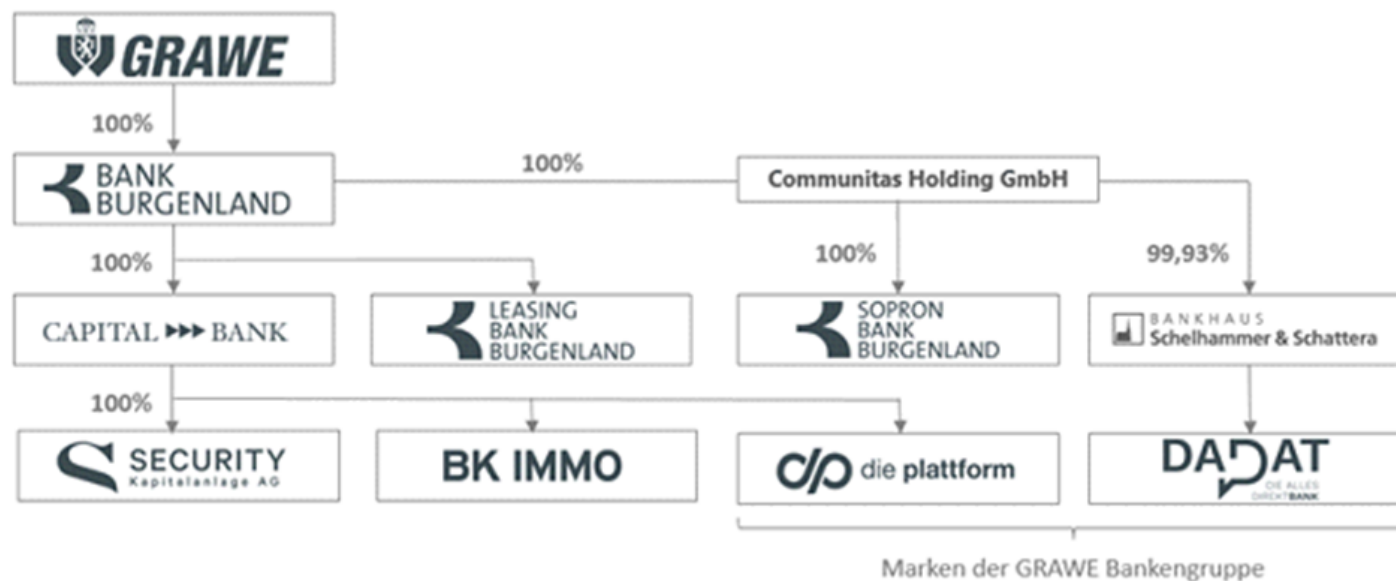 GRAWE
100%
BANK
BURGENLAND
100%
Communitas Holding GmbH
100%
100%
99,93%
CAPITAL BANK
LEASING
BANK
BURGENLAND
SOPRON
BANK
BURGENLAND
BANKHAUS
Schelhammer & Schattera
100%
SECURITY
Kapitalanlage AG
BK IMMO
dp die plattform
DADAT
DIE ALLES
DIREKTBANK
Marken der GRAWE Bankengruppe